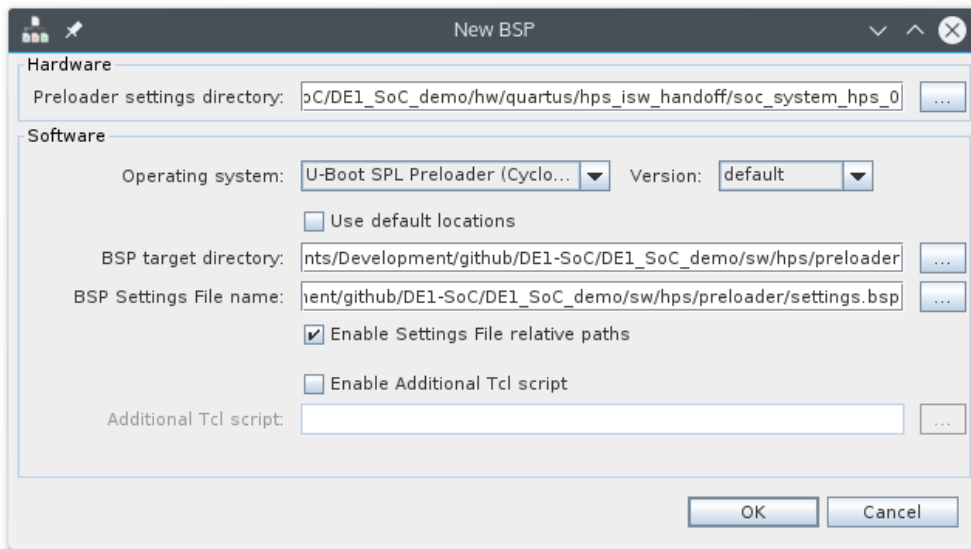 New BSP
Hardware
Preloader settings directory: oC/DE1_SoC_demo/hw/quartus/hps_isw_handoff/soc_system_hps_0 ...
Software
Operating system: U-Boot SPL Preloader (Cyclo... Version: default
Use default locations
BSP target directory: nts/Development/github/DE1-SoC/DE1_SoC_demo/sw/hps/preloader ...
BSP Settings File name: nent/github/DE1-SoC/DE1_SoC_demo/sw/hps/preloader/settings.bsp ...
Enable Settings File relative paths
Enable Additional Tcl script
Additional Tcl script: ...
OK Cancel